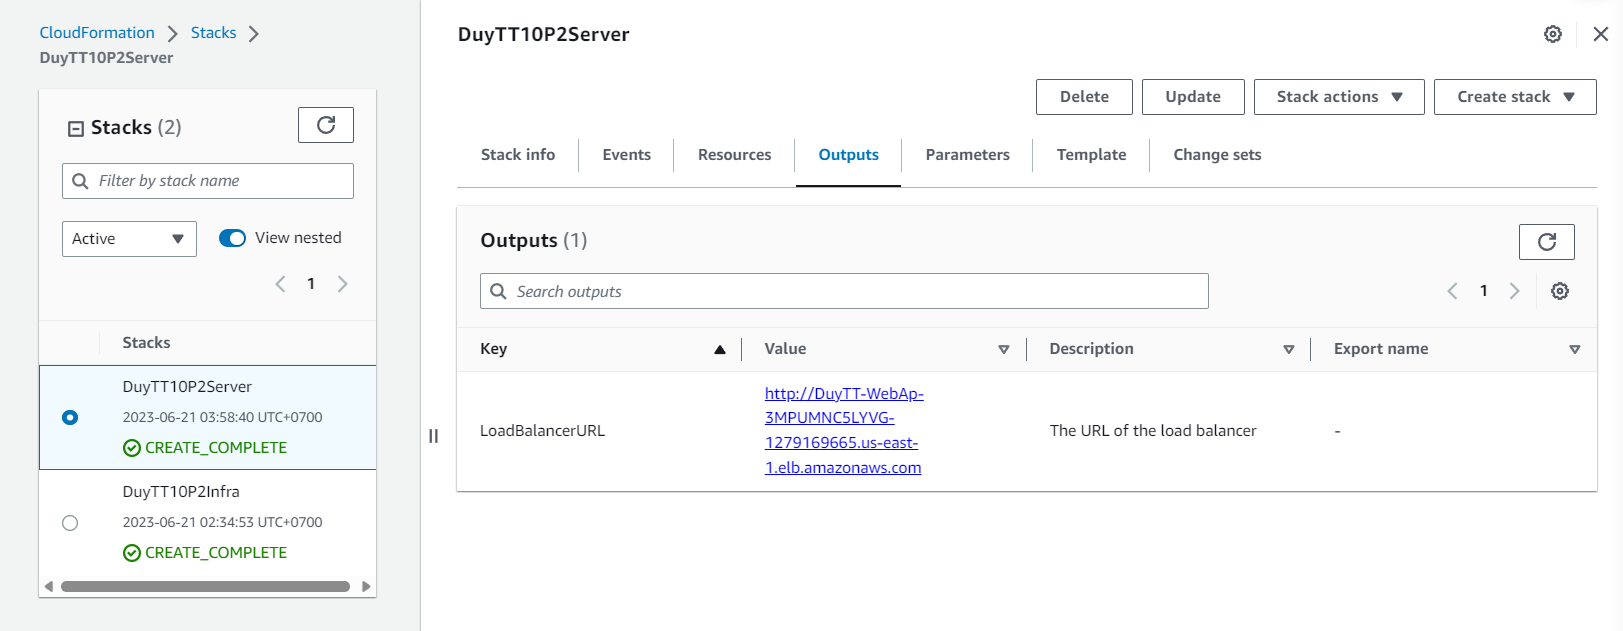 CloudFormation
Stacks
DuyTT10P2Server
Stacks (2)
Filter by stack name
Active
View nested
1
Stacks
DuyTT10P2Server
2023-06-21 03:58:40 UTC+0700
CREATE_COMPLETE
DuyTT10P2Infra
2023-06-21 02:34:53 UTC+0700
CREATE_COMPLETE
DuyTT10P2Server
Delete
Update
Stack actions
Create stack
Stack info
Events
Resources
Outputs
Parameters
Template
Change sets
Outputs (1)
Search outputs
1
Key
Value
Description
Export name
LoadBalancerURL
http://DuyTT-WebAp-
3MPUMNC5LYVG-
1279169665.us-east-
1.elb.amazonaws.com
The URL of the load balancer
-